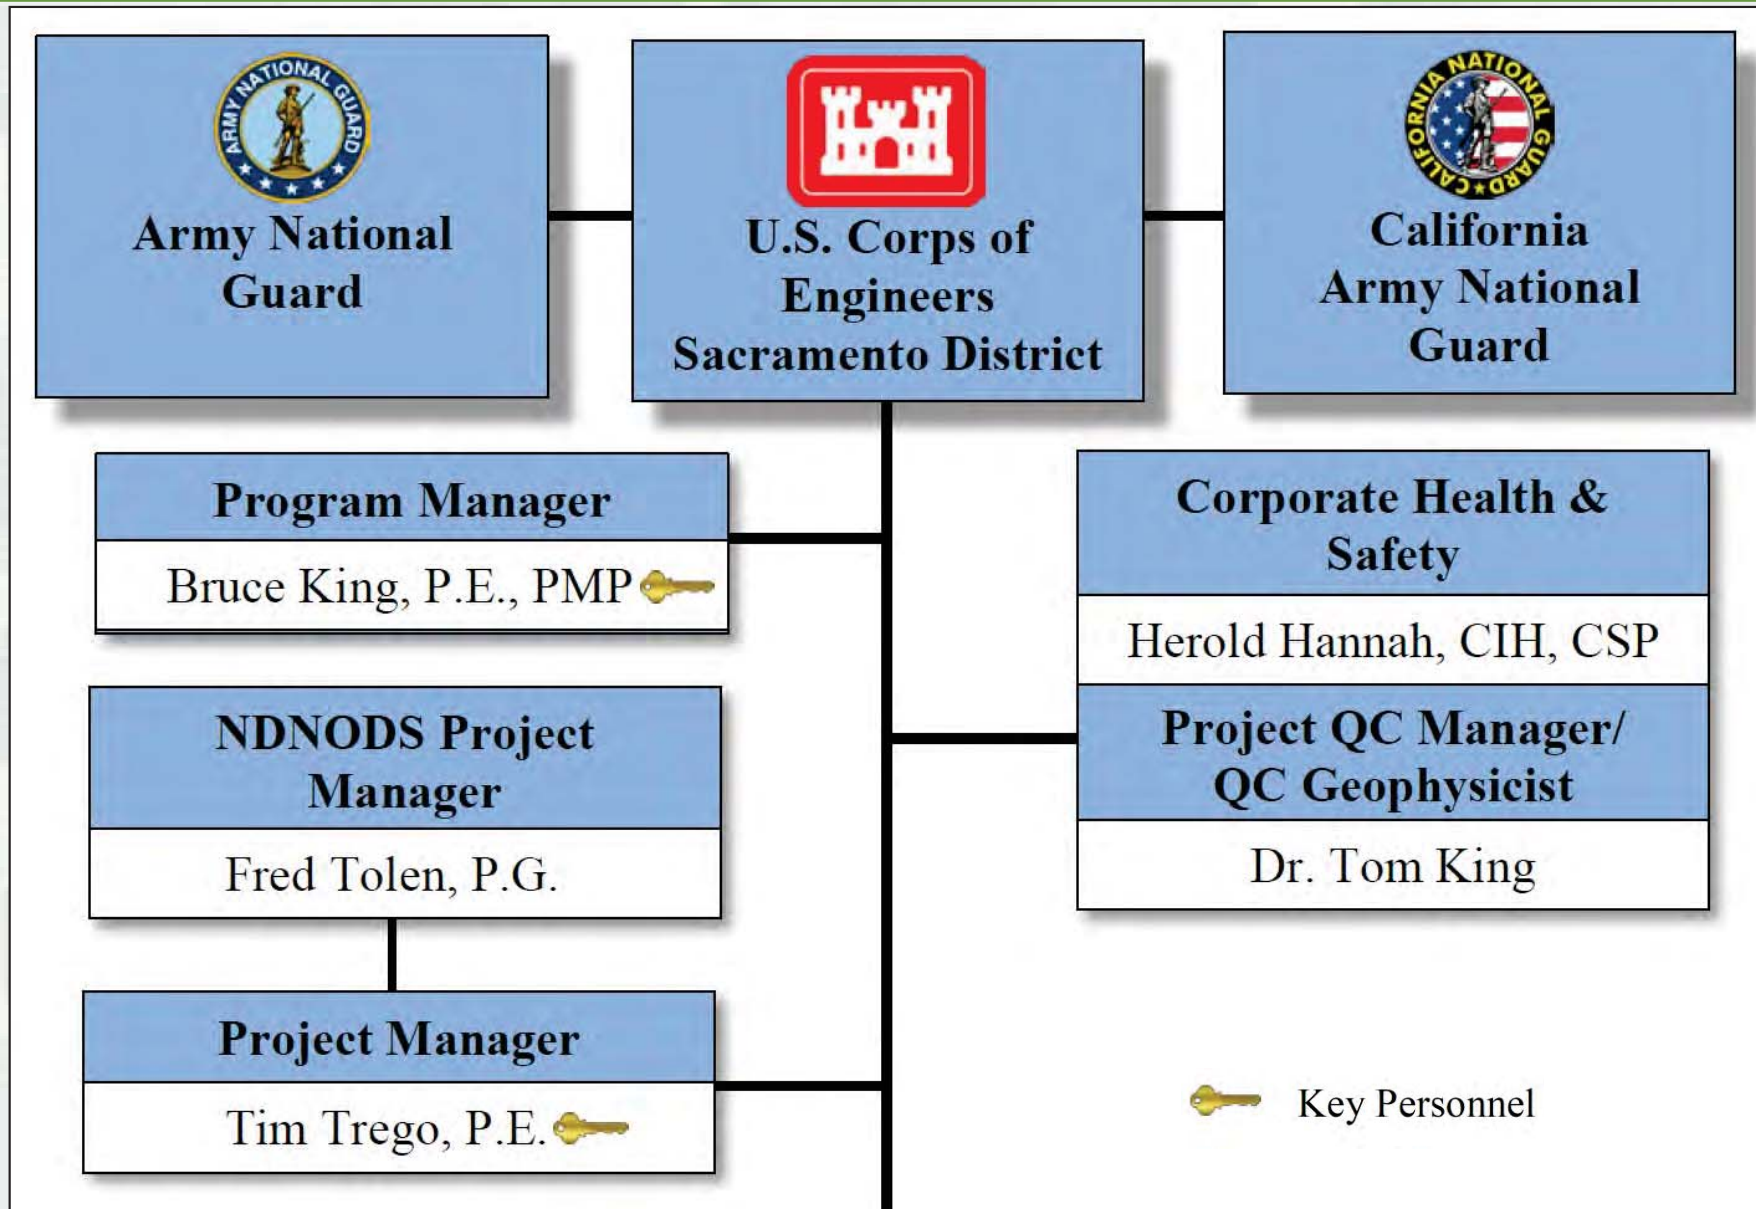 ARMY NATIONAL GUARD
Army National
Guard
U.S. Corps of
Engineers
Sacramento District
CALIFORNIA NATIONAL GUARD
California
Army National
Guard
Program Manager
Bruce King, P.E., PMP
NDNODS Project
Manager
Fred Tolen, P.G.
Project Manager
Tim Trego, P.E.
Corporate Health &
Safety
Herold Hannah, CIH, CSP
Project QC Manager/
QC Geophysicist
Dr. Tom King
Key Personnel